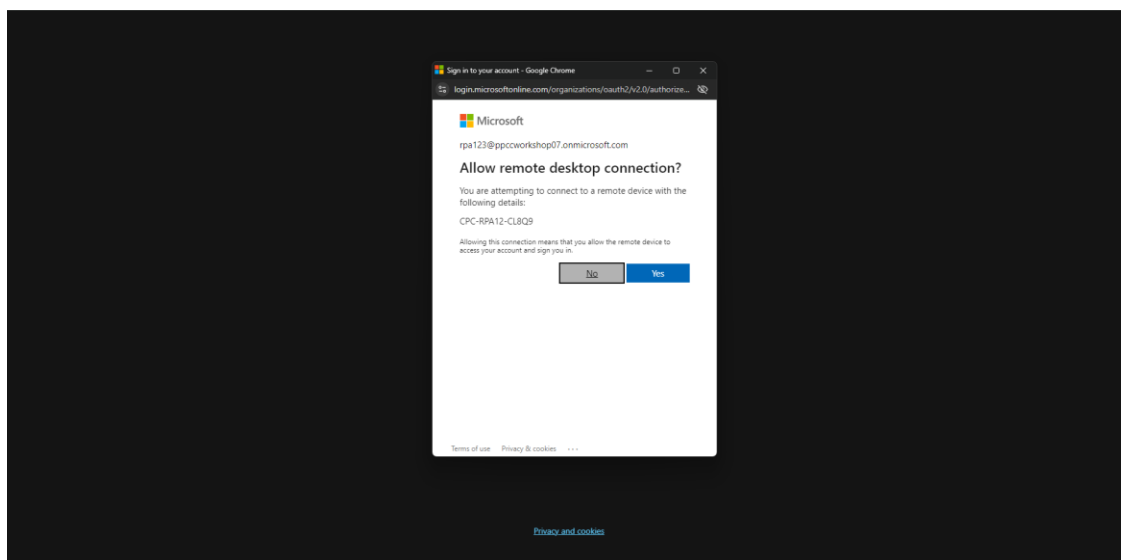 Sign in to your account - Google Chrome
login.microsoftonline.com/organizations/oauth2/v2.0/authorize...
Microsoft
rpa123@ppccworkshop07.onmicrosoft.com
Allow remote desktop connection?
You are attempting to connect to a remote device with the
following details:
CPC-RPA12-CL8Q9
Allowing this connection means that you allow the remote device to
access your account and sign you in.
No Yes
Terms of use Privacy & cookies ...
Privacy and cookies